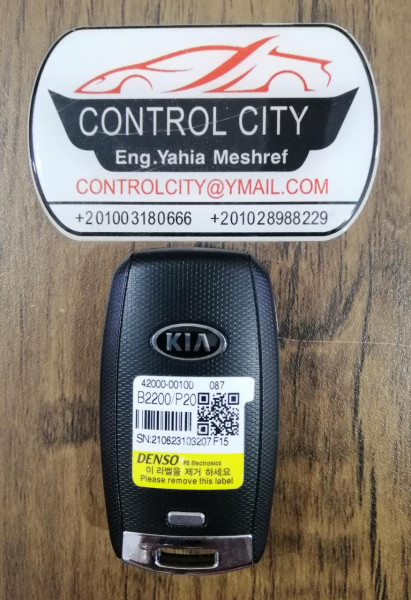 CONTROL CITY
Eng.Yahia Meshref
CONTROLCITY@YMAIL.COM
+201003180666 +201028988229
KIA
42000-00100 087
B2200/P20
SN:210623103207 F15
DENSO PS Electronics
이 라벨을 제거 하세요
Please remove this label